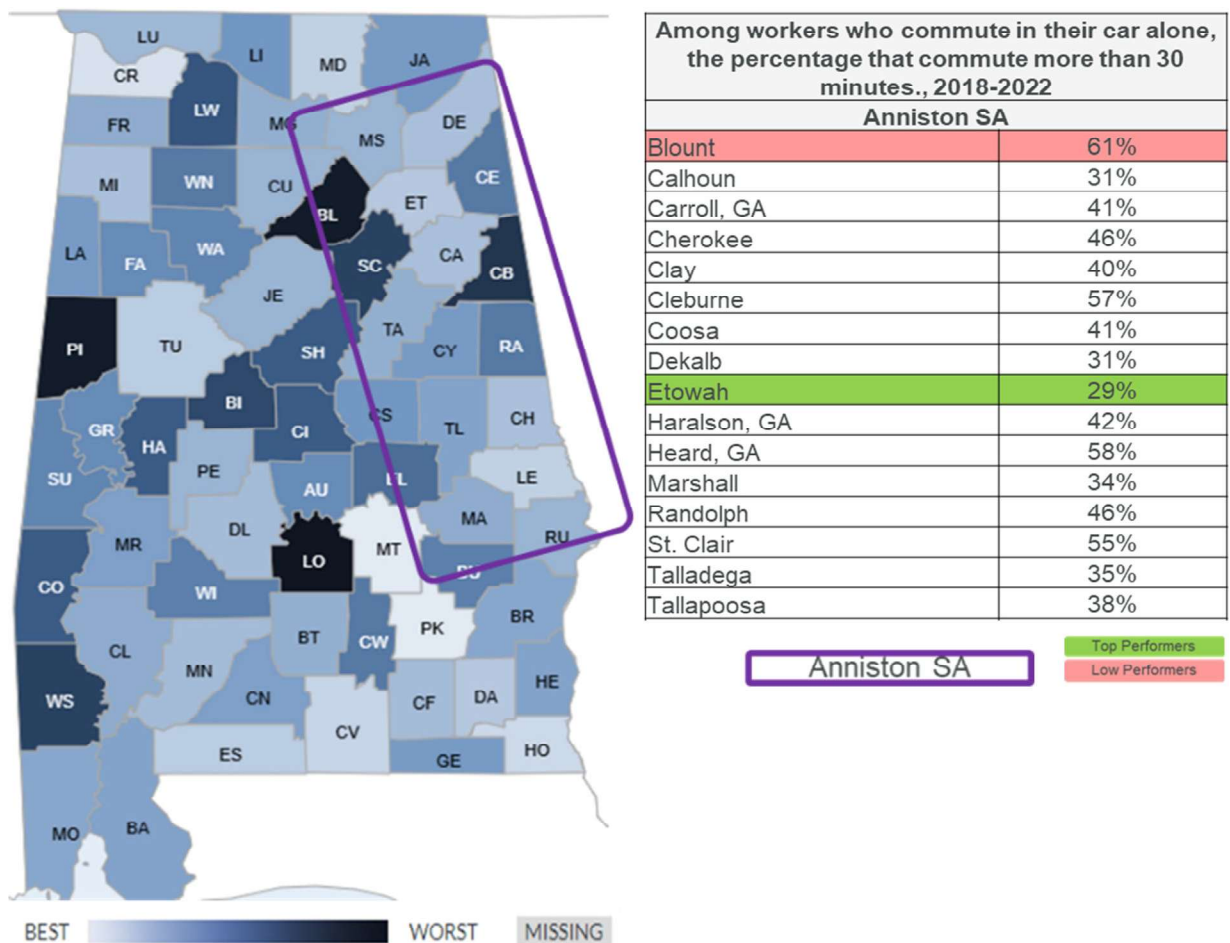 LU
LI
MD
JA
CR
LW
FR
MG
MS
DE
MI
WN
CU
CE
BL
ET
LA
FA
WA
SC
CA
CB
JE
PI
TU
TA
SH
CY
RA
BI
GR
HA
CI
CS
TL
CH
SU
PE
AU
EL
LE
MR
DL
MA
RU
LO
MT
BU
CO
WI
BT
CW
PK
BR
CL
MN
WS
CN
CF
DA
HE
ES
CV
GE
HO
MO
BA
BEST
WORST
MISSING
Among workers who commute in their car alone,
the percentage that commute more than 30
minutes., 2018-2022
Anniston SA
Blount 61%
Calhoun 31%
Carroll, GA 41%
Cherokee 46%
Clay 40%
Cleburne 57%
Coosa 41%
Dekalb 31%
Etowah 29%
Haralson, GA 42%
Heard, GA 58%
Marshall 34%
Randolph 46%
St. Clair 55%
Talladega 35%
Tallapoosa 38%
Anniston SA
Top Performers
Low Performers